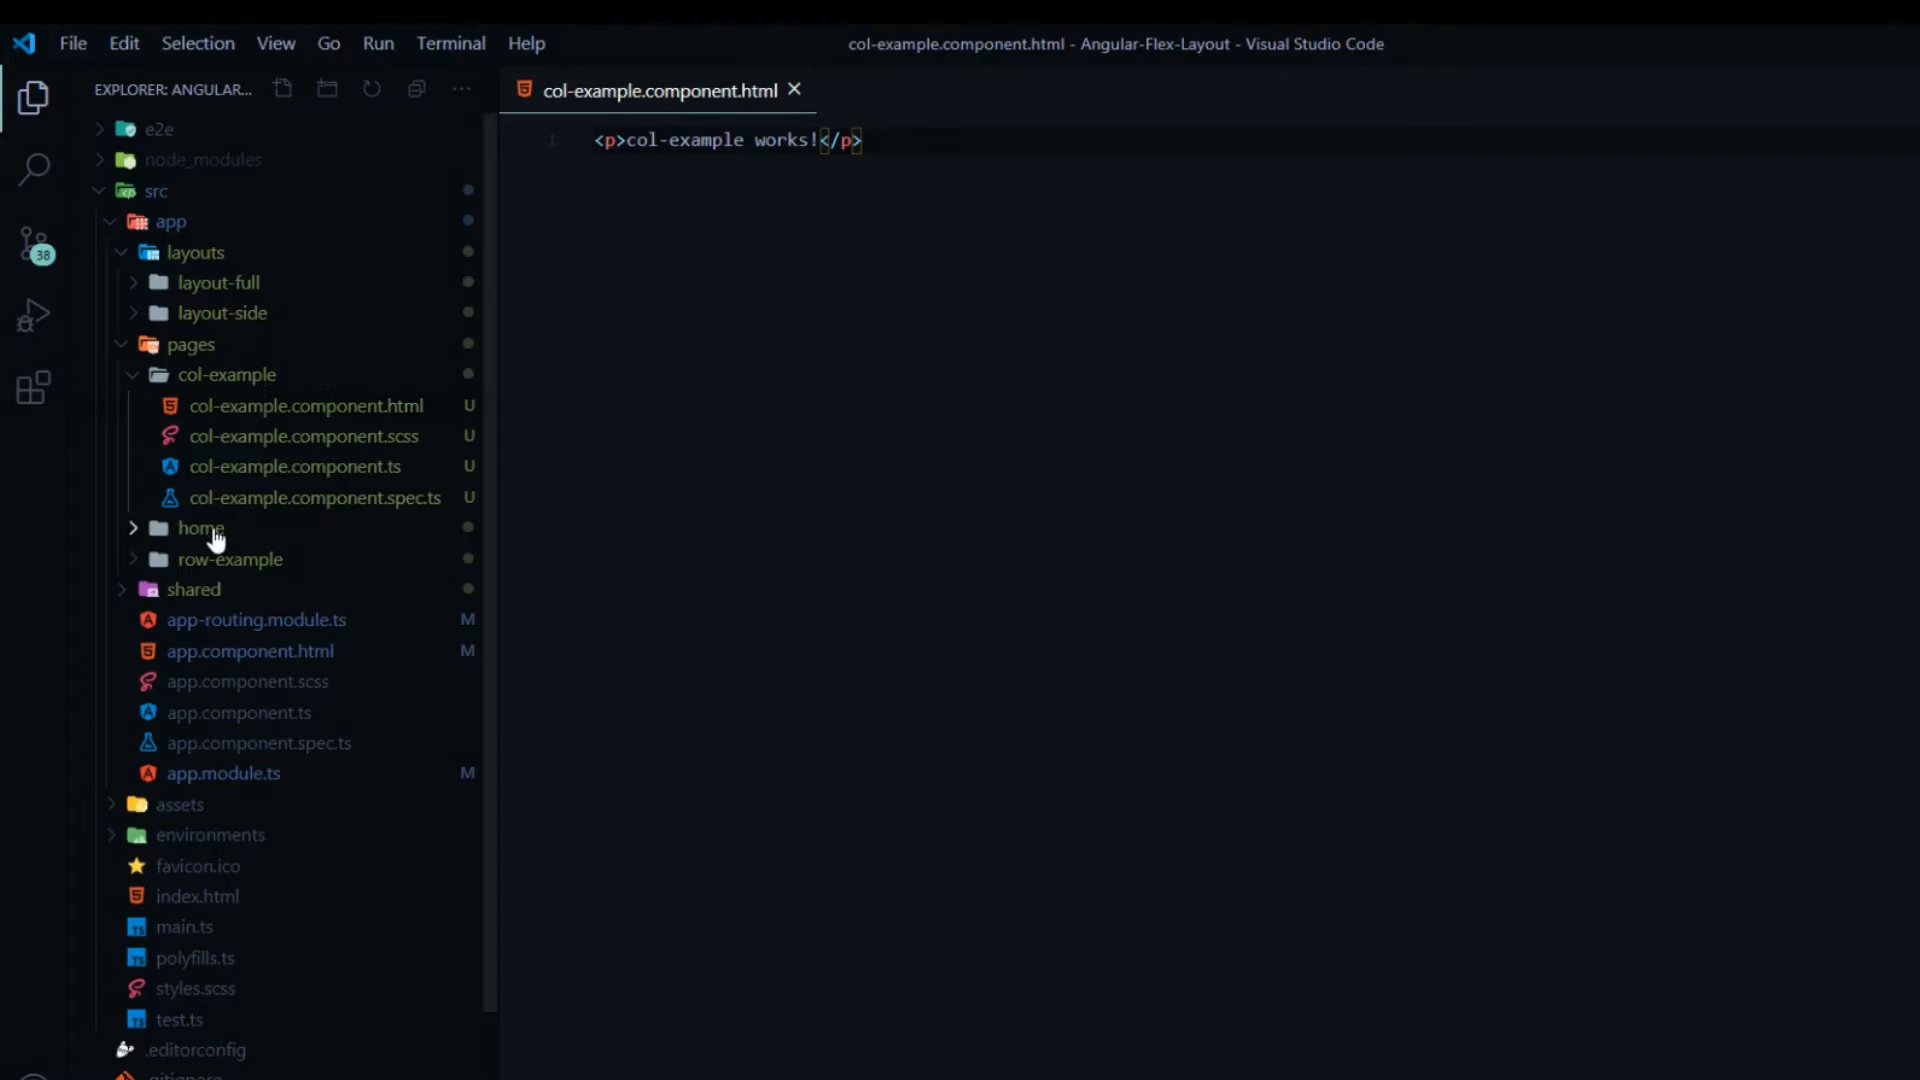 File Edit Selection View Go Run Terminal Help
col-example.component.html - Angular-Flex-Layout - Visual Studio Code
EXPLORER: ANGULAR...
col-example.component.html
1 <p>col-example works!</p>
e2e
node_modules
src
app
layouts
layout-full
layout-side
pages
col-example
col-example.component.html U
col-example.component.scss U
col-example.component.ts U
col-example.component.spec.ts U
home
row-example
shared
app-routing.module.ts M
app.component.html M
app.component.scss
app.component.ts
app.component.spec.ts
app.module.ts M
assets
environments
favicon.ico
index.html
main.ts
polyfills.ts
styles.scss
test.ts
.editorconfig
.gitignore
38